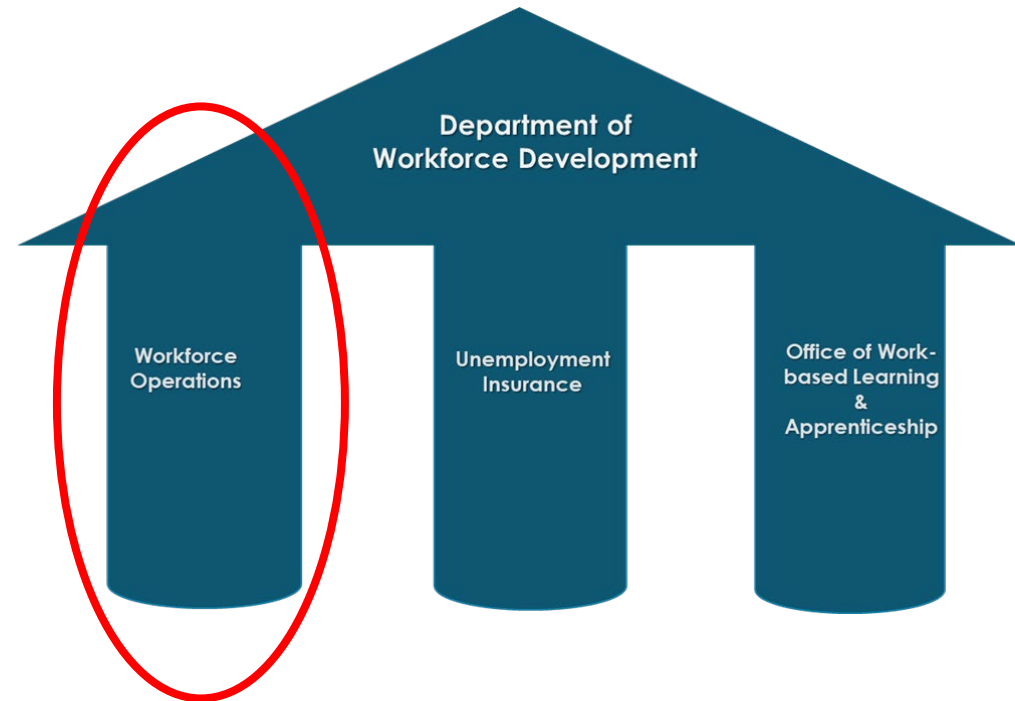 Department of
Workforce Development
Workforce
Operations
Unemployment
Insurance
Office of Work-
based Learning
&
Apprenticeship